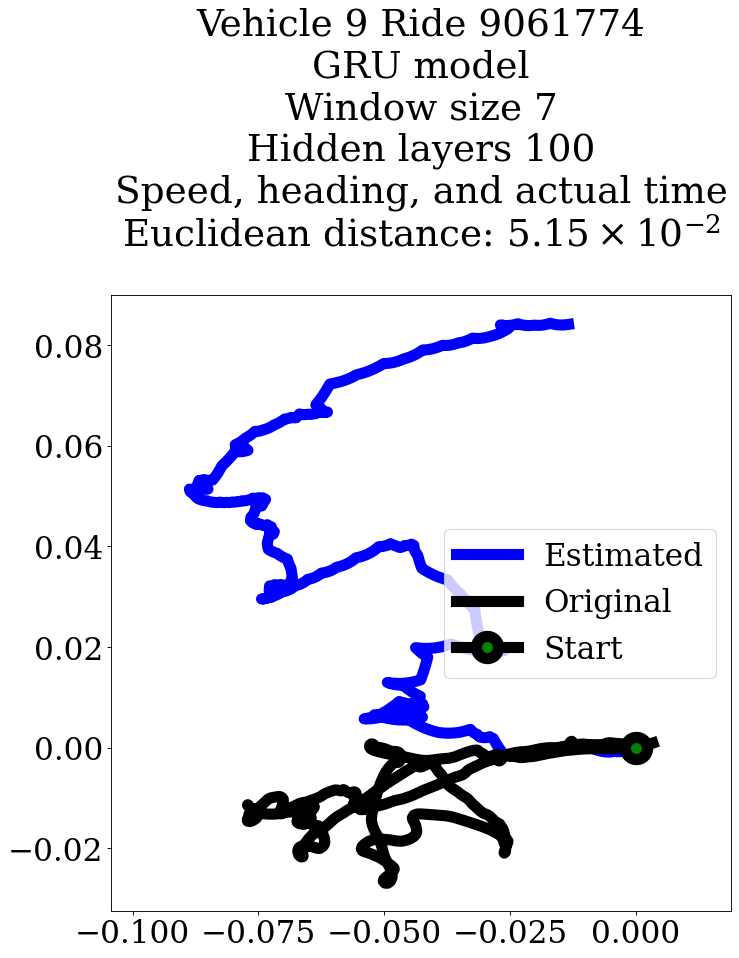 Vehicle 9 Ride 9061774
GRU model
Window size 7
Hidden layers 100
Speed, heading, and actual time
Euclidean distance: 5.15 × 10⁻²
0.08
0.06
0.04
0.02
0.00
−0.02
Estimated
Original
Start
−0.100 −0.075 −0.050 −0.025 0.000